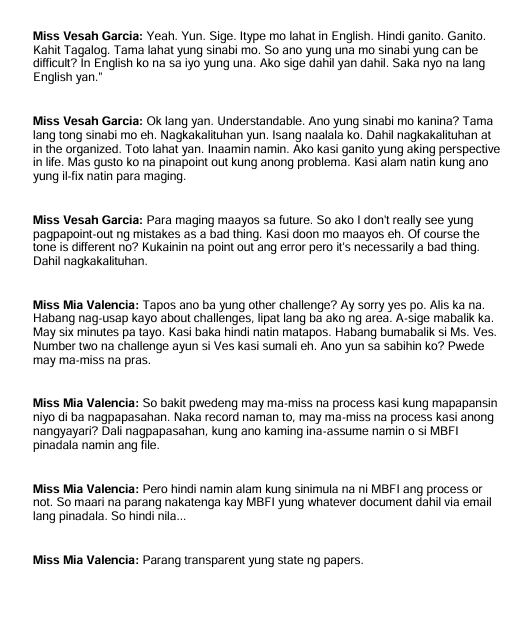 Miss Vesah Garcia: Yeah. Yun. Sige. Itype mo lahat in English. Hindi ganito. Ganito.
Kahit Tagalog. Tama lahat yung sinabi mo. So ano yung una mo sinabi yung can be
difficult? In English ko na sa iyo yung una. Ako sige dahil yan dahil. Saka nyo na lang
English yan."
Miss Vesah Garcia: Ok lang yan. Understandable. Ano yung sinabi mo kanina? Tama
lang tong sinabi mo eh. Nagkakalituhan yun. Isang naalala ko. Dahil nagkakalituhan at
in the organized. Toto lahat yan. Inaamin namin. Ako kasi ganito yung aking perspective
in life. Mas gusto ko na pinapoint out kung anong problema. Kasi alam natin kung ano
yung il-fix natin para maging.
Miss Vesah Garcia: Para maging maayos sa future. So ako I don't really see yung
pagpapoint-out ng mistakes as a bad thing. Kasi doon mo maayos eh. Of course the
tone is different no? Kukainin na point out ang error pero it's necessarily a bad thing.
Dahil nagkakalituhan.
Miss Mia Valencia: Tapos ano ba yung other challenge? Ay sorry yes po. Alis ka na.
Habang nag-usap kayo about challenges, lipat lang ba ako ng area. A-sige mabalik ka.
May six minutes pa tayo. Kasi baka hindi natin matapos. Habang bumabalik si Ms. Ves.
Number two na challenge ayun si Ves kasi sumali eh. Ano yun sa sabihin ko? Pwede
may ma-miss na pras.
Miss Mia Valencia: So bakit pwedeng may ma-miss na process kasi kung mapapansin
niyo di ba nagpapasahan. Naka record naman to, may ma-miss na process kasi anong
nangyayari? Dali nagpapasahan, kung ano kaming ina-assume namin o si MBFI
pinadala namin ang file.
Miss Mia Valencia: Pero hindi namin alam kung sinimula na ni MBFI ang process or
not. So maari na parang nakatenga kay MBFI yung whatever document dahil via email
lang pinadala. So hindi nila...
Miss Mia Valencia: Parang transparent yung state ng papers.